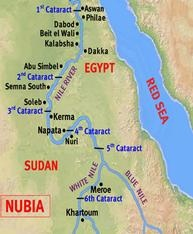 1st Cataract
Aswan
Philae
Dabod
Beit el Wali
Kalabsha
Dakka
Abu Simbel
EGYPT
2nd Cataract
NILE RIVER
Semna South
RED SEA
Soleb
3rd Cataract
Kerma
Napata
4th Cataract
Nuri
5th Cataract
SUDAN
WHITE NILE
BLUE NILE
Meroe
6th Cataract
NUBIA
Khartoum